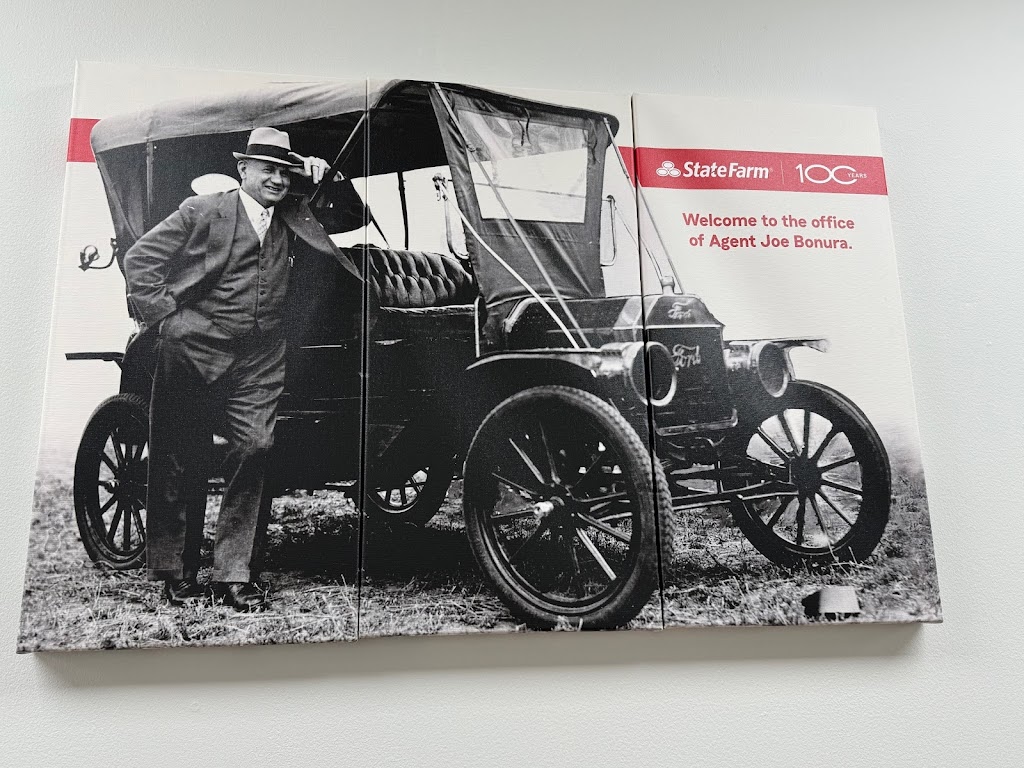 StateFarm®
100 YEARS
Welcome to the office
of Agent Joe Bonura.
Ford
Ford